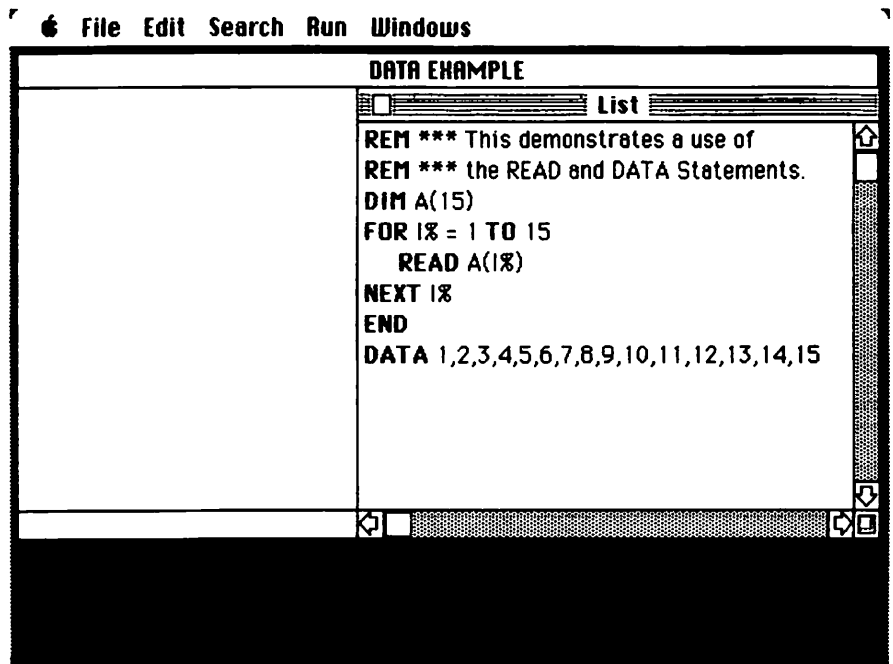 File Edit Search Run Windows
DATA EXAMPLE
List
REM *** This demonstrates a use of
REM *** the READ and DATA Statements.
DIM A(15)
FOR I% = 1 TO 15
READ A(I%)
NEXT I%
END
DATA 1,2,3,4,5,6,7,8,9,10,11,12,13,14,15